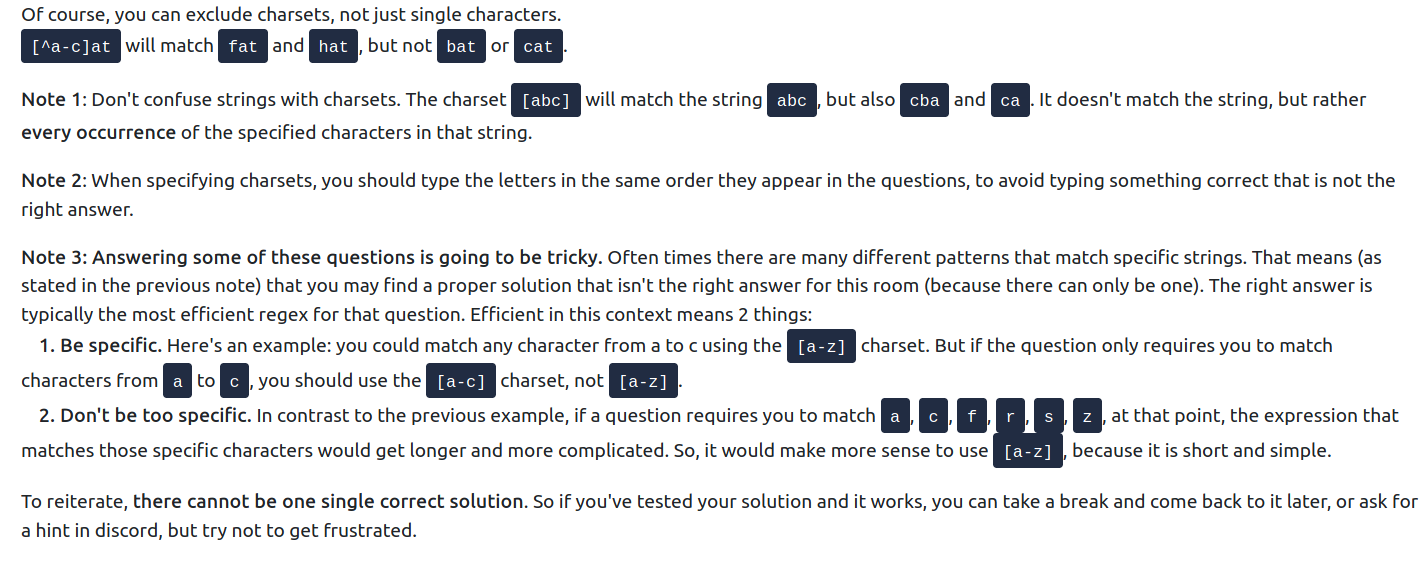 Of course, you can exclude charsets, not just single characters.
[^a-c]at will match fat and hat, but not bat or cat.
Note 1: Don't confuse strings with charsets. The charset [abc] will match the string abc, but also cba and ca. It doesn't match the string, but rather
every occurrence of the specified characters in that string.
Note 2: When specifying charsets, you should type the letters in the same order they appear in the questions, to avoid typing something correct that is not the
right answer.
Note 3: Answering some of these questions is going to be tricky. Often times there are many different patterns that match specific strings. That means (as
stated in the previous note) that you may find a proper solution that isn't the right answer for this room (because there can only be one). The right answer is
typically the most efficient regex for that question. Efficient in this context means 2 things:
1. Be specific. Here's an example: you could match any character from a to c using the [a-z] charset. But if the question only requires you to match
characters from a to c, you should use the [a-c] charset, not [a-z].
2. Don't be too specific. In contrast to the previous example, if a question requires you to match a, c, f, r, s, z, at that point, the expression that
matches those specific characters would get longer and more complicated. So, it would make more sense to use [a-z], because it is short and simple.
To reiterate, there cannot be one single correct solution. So if you've tested your solution and it works, you can take a break and come back to it later, or ask for
a hint in discord, but try not to get frustrated.